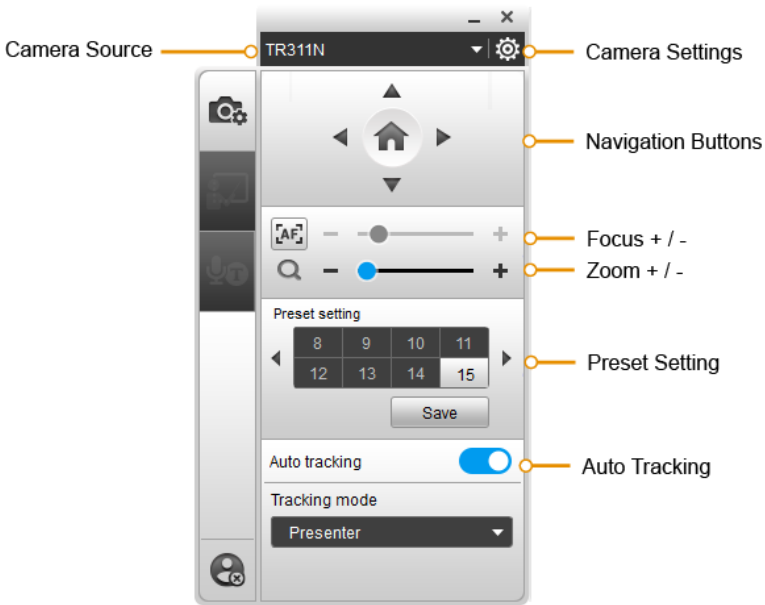 Camera Source
TR311N
Camera Settings
Navigation Buttons
[AF]
Focus + / -
Zoom + / -
Preset setting
8 9 10 11
12 13 14 15
Preset Setting
Save
Auto tracking
Auto Tracking
Tracking mode
Presenter